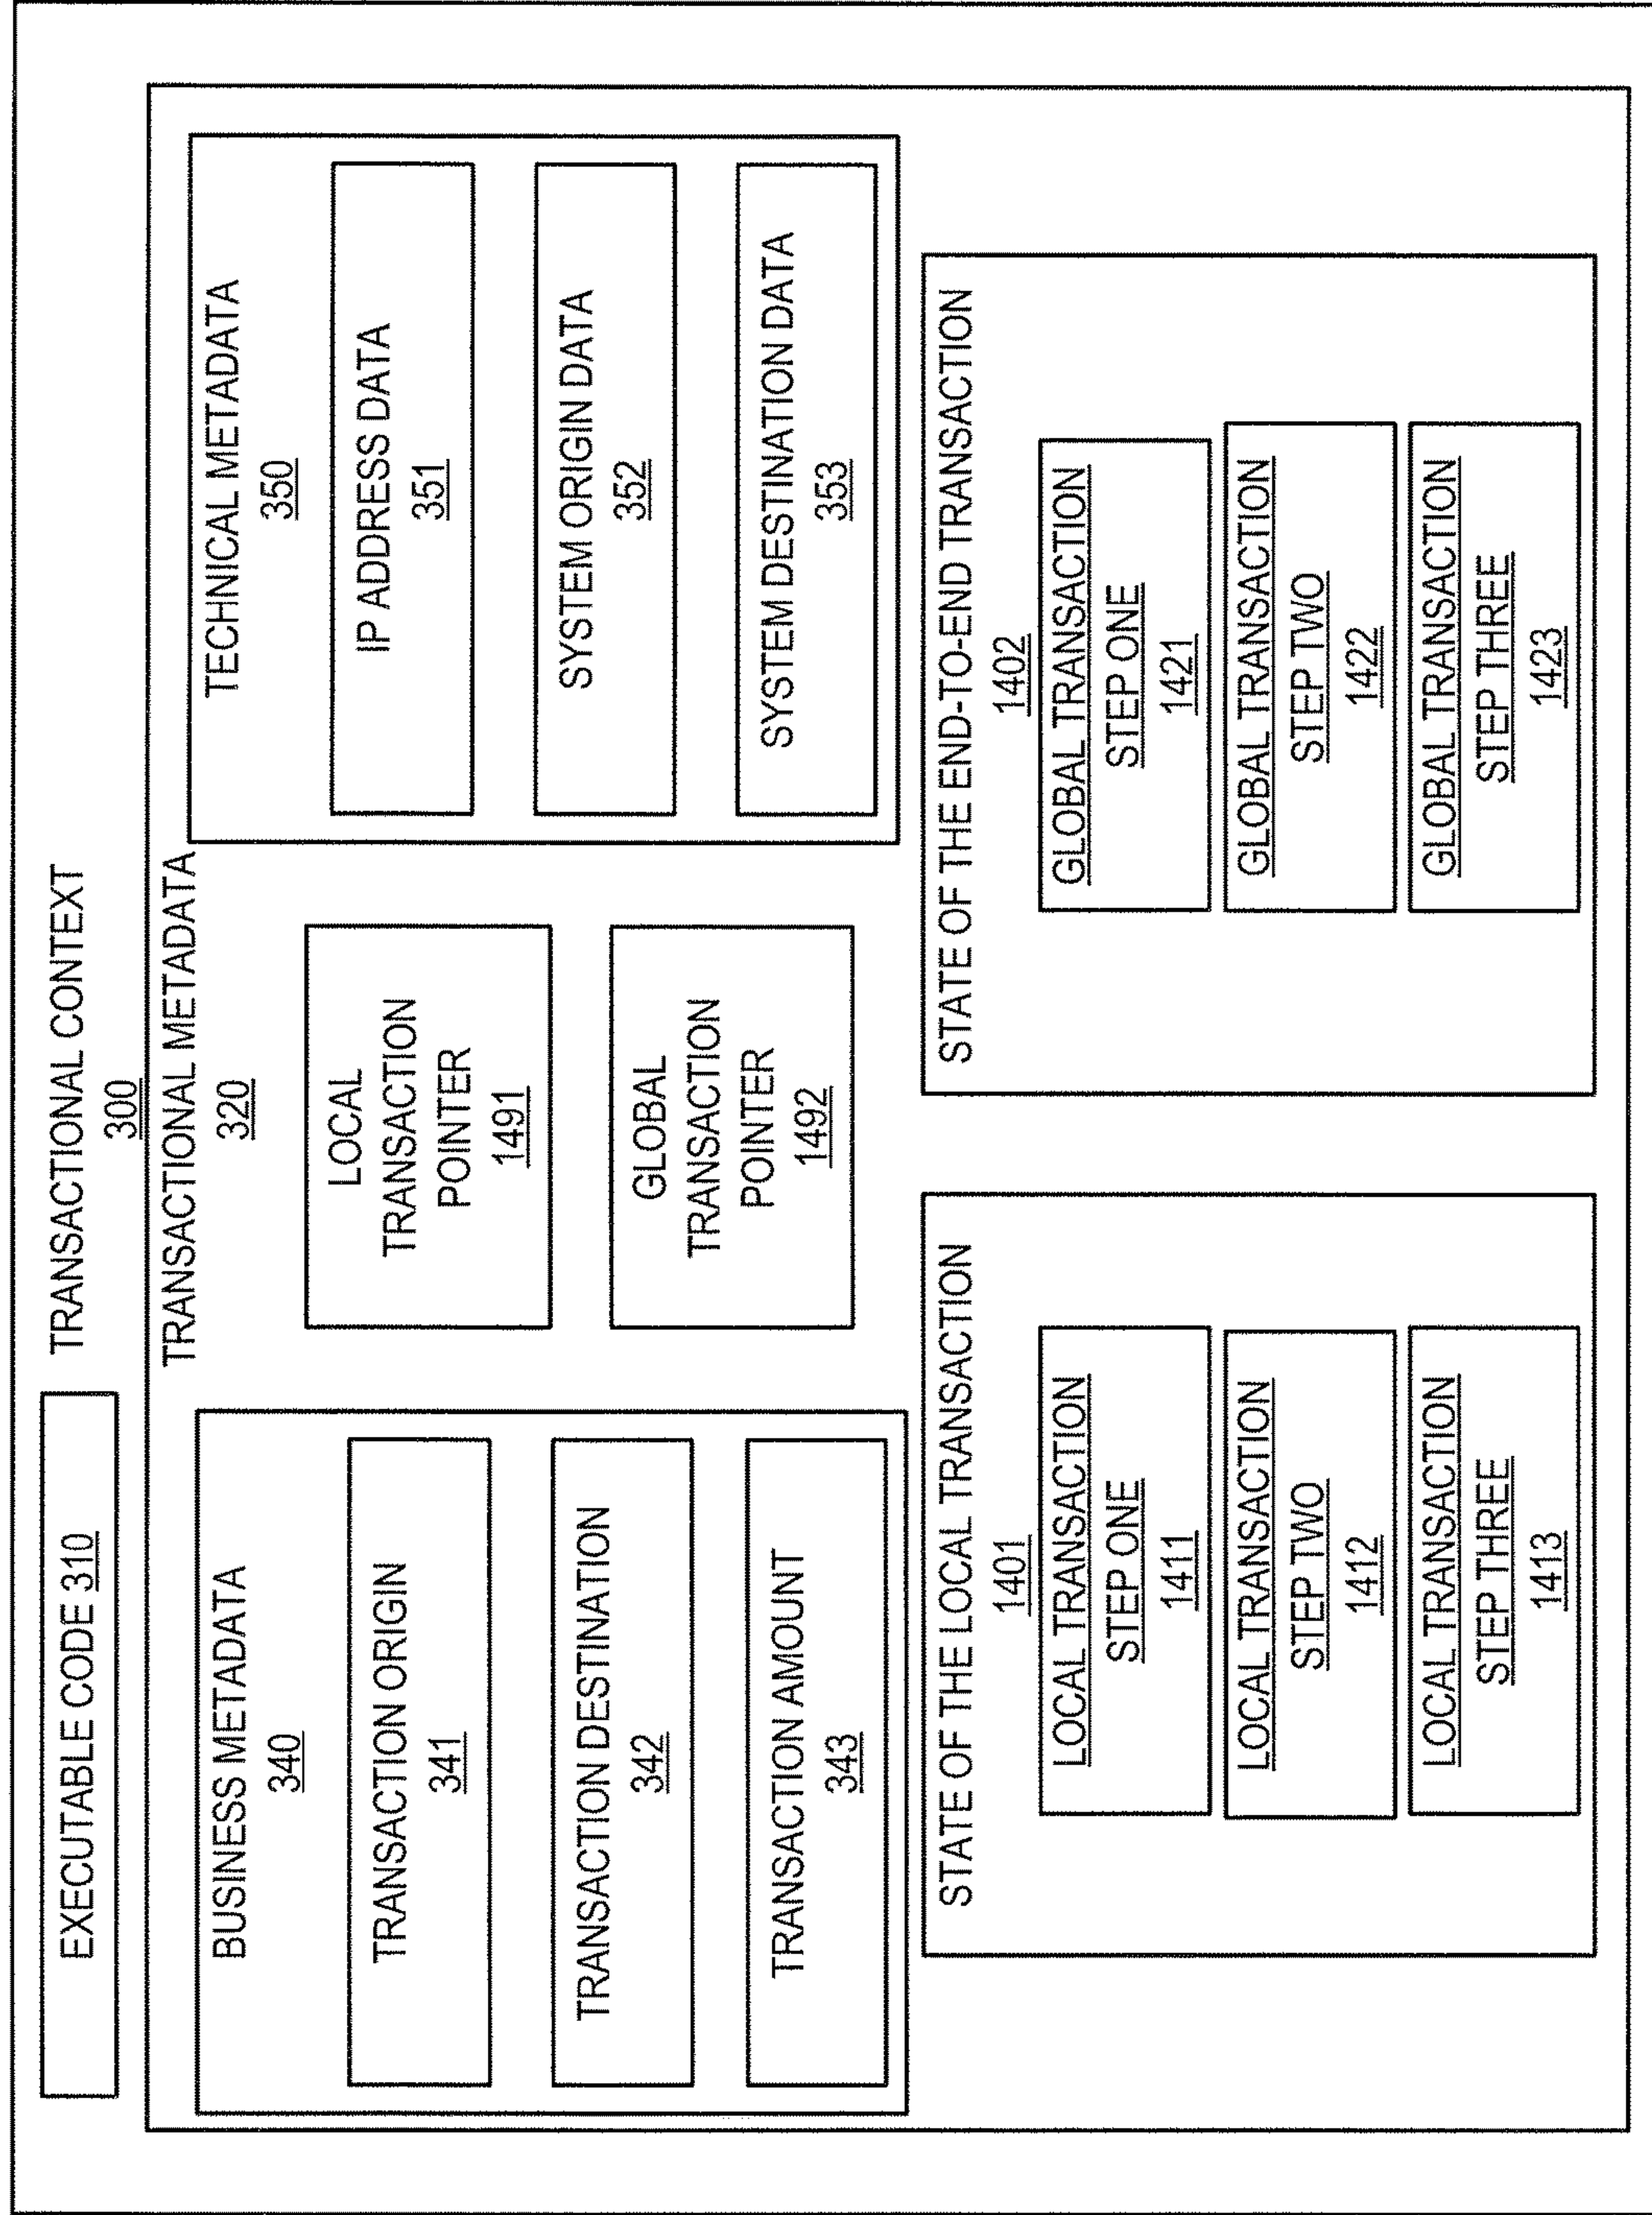 EXECUTABLE CODE 310
TRANSACTIONAL CONTEXT
300
TRANSACTIONAL METADATA
320
BUSINESS METADATA
340
TRANSACTION ORIGIN
341
TRANSACTION DESTINATION
342
TRANSACTION AMOUNT
343
LOCAL
TRANSACTION
POINTER
1491
GLOBAL
TRANSACTION
POINTER
1492
TECHNICAL METADATA
350
IP ADDRESS DATA
351
SYSTEM ORIGIN DATA
352
SYSTEM DESTINATION DATA
353
STATE OF THE LOCAL TRANSACTION
1401
LOCAL TRANSACTION
STEP ONE
1411
LOCAL TRANSACTION
STEP TWO
1412
LOCAL TRANSACTION
STEP THREE
1413
STATE OF THE END-TO-END TRANSACTION
1402
GLOBAL TRANSACTION
STEP ONE
1421
GLOBAL TRANSACTION
STEP TWO
1422
GLOBAL TRANSACTION
STEP THREE
1423